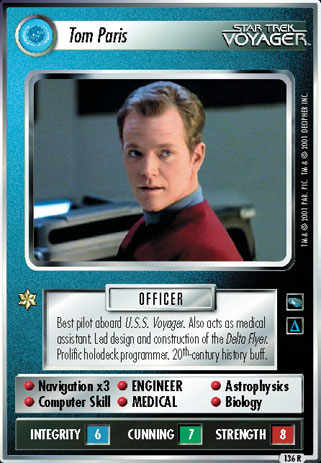 Tom Paris
STAR TREK
VOYAGER™
TM & © 2001 PAR. PIC. TM & © 2001 DECIPHER INC.
OFFICER
Best pilot aboard U.S.S. Voyager. Also acts as medical
assistant. Led design and construction of the Delta Flyer.
Prolific holodeck programmer. 20th-century history buff.
Navigation x3 ENGINEER Astrophysics
Computer Skill MEDICAL Biology
INTEGRITY 6 CUNNING 7 STRENGTH 8
136 R